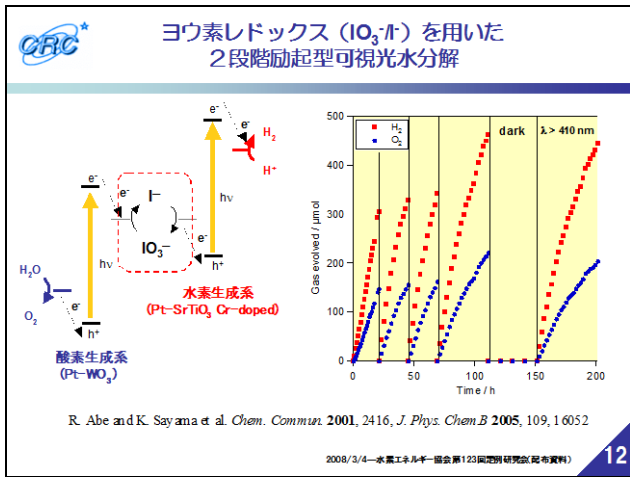 CRC
ヨウ素レドックス（IO₃⁻/I⁻）を用いた
２段階励起型可視光水分解
e⁻
e⁻
H₂
H⁺
e⁻
e⁻
I⁻
IO₃⁻
hν
e⁻
h⁺
hν
H₂O
e⁻
O₂
h⁺
水素生成系
(Pt-SrTiO₃ Cr-doped)
酸素生成系
(Pt-WO₃)
500
400
300
200
100
0
Gas evolved / μmol
H₂
O₂
dark
λ > 410 nm
0
50
100
150
200
Time / h
R. Abe and K. Sayama et al. Chem. Commun. 2001, 2416, J. Phys. Chem.B 2005, 109, 16052
2008/3/4—水素エネルギー協会第123回定例研究会(配布資料)
12